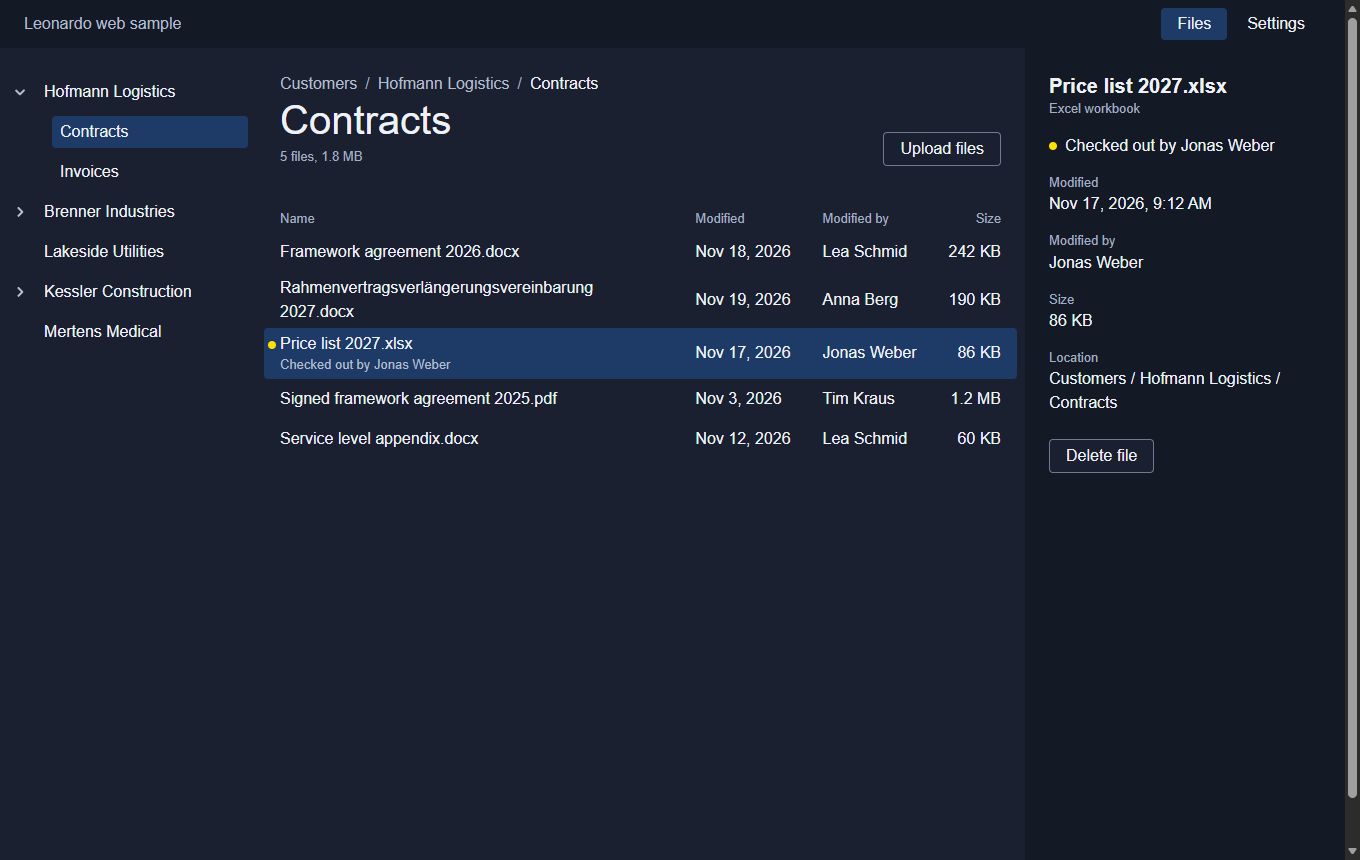 Leonardo web sample
Files
Settings
Hofmann Logistics
Contracts
Invoices
Brenner Industries
Lakeside Utilities
Kessler Construction
Mertens Medical
Customers / Hofmann Logistics / Contracts
Contracts
5 files, 1.8 MB
Upload files
Name Modified Modified by Size
Framework agreement 2026.docx Nov 18, 2026 Lea Schmid 242 KB
Rahmenvertragsverlängerungsvereinbarung
2027.docx Nov 19, 2026 Anna Berg 190 KB
Price list 2027.xlsx Nov 17, 2026 Jonas Weber 86 KB
Checked out by Jonas Weber
Signed framework agreement 2025.pdf Nov 3, 2026 Tim Kraus 1.2 MB
Service level appendix.docx Nov 12, 2026 Lea Schmid 60 KB
Price list 2027.xlsx
Excel workbook
Checked out by Jonas Weber
Modified
Nov 17, 2026, 9:12 AM
Modified by
Jonas Weber
Size
86 KB
Location
Customers / Hofmann Logistics /
Contracts
Delete file